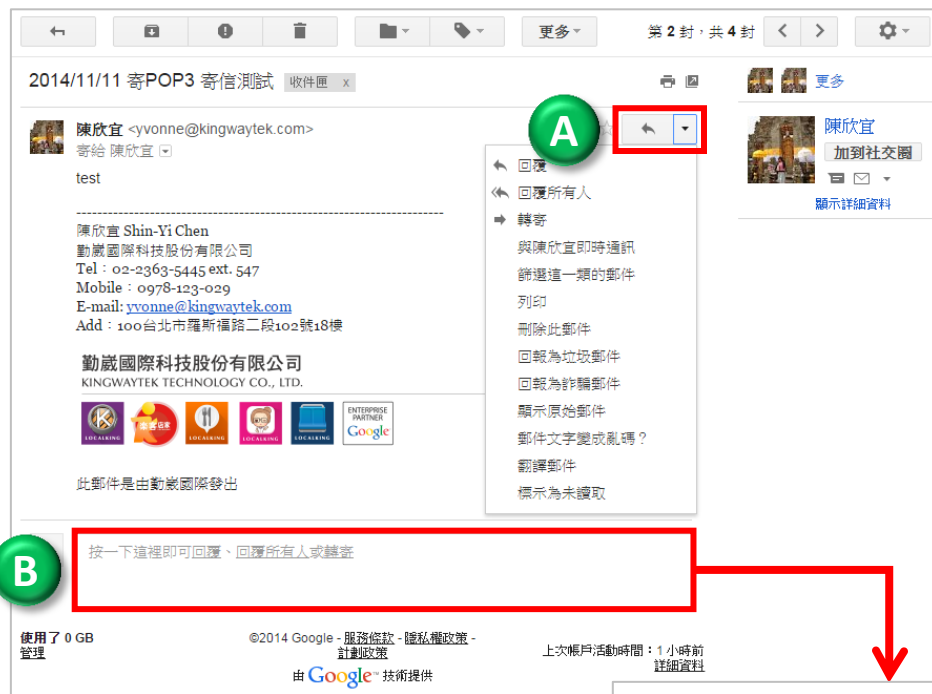 更多 第 2 封，共 4 封
2014/11/11 寄POP3 寄信測試 收件匣 x
更多
陳欣宜 <yvonne@kingwaytek.com>
寄給 陳欣宜
A
陳欣宜
加到社交圈
顯示詳細資料
test
回覆
回覆所有人
轉寄
與陳欣宜即時通訊
篩選這一類的郵件
列印
刪除此郵件
回報為垃圾郵件
回報為詐騙郵件
顯示原始郵件
郵件文字變成亂碼？
翻譯郵件
標示為未讀取
--------------------------------------------------------------------
陳欣宜 Shin-Yi Chen
勤崴國際科技股份有限公司
Tel：02-2363-5445 ext. 547
Mobile：0978-123-029
E-mail: yvonne@kingwaytek.com
Add：100台北市羅斯福路二段102號18樓
勤崴國際科技股份有限公司
KINGWAYTEK TECHNOLOGY CO., LTD.
LOCALKING LOCALKING LOCALKING LOCALKING
ENTERPRISE
PARTNER
Google
此郵件是由勤崴國際發出
B
按一下這裡即可回覆、回覆所有人或轉寄
使用了 0 GB
管理
©2014 Google - 服務條款 - 隱私權政策 -
計劃政策
由 Google™ 技術提供
上次帳戶活動時間：1 小時前
詳細資料